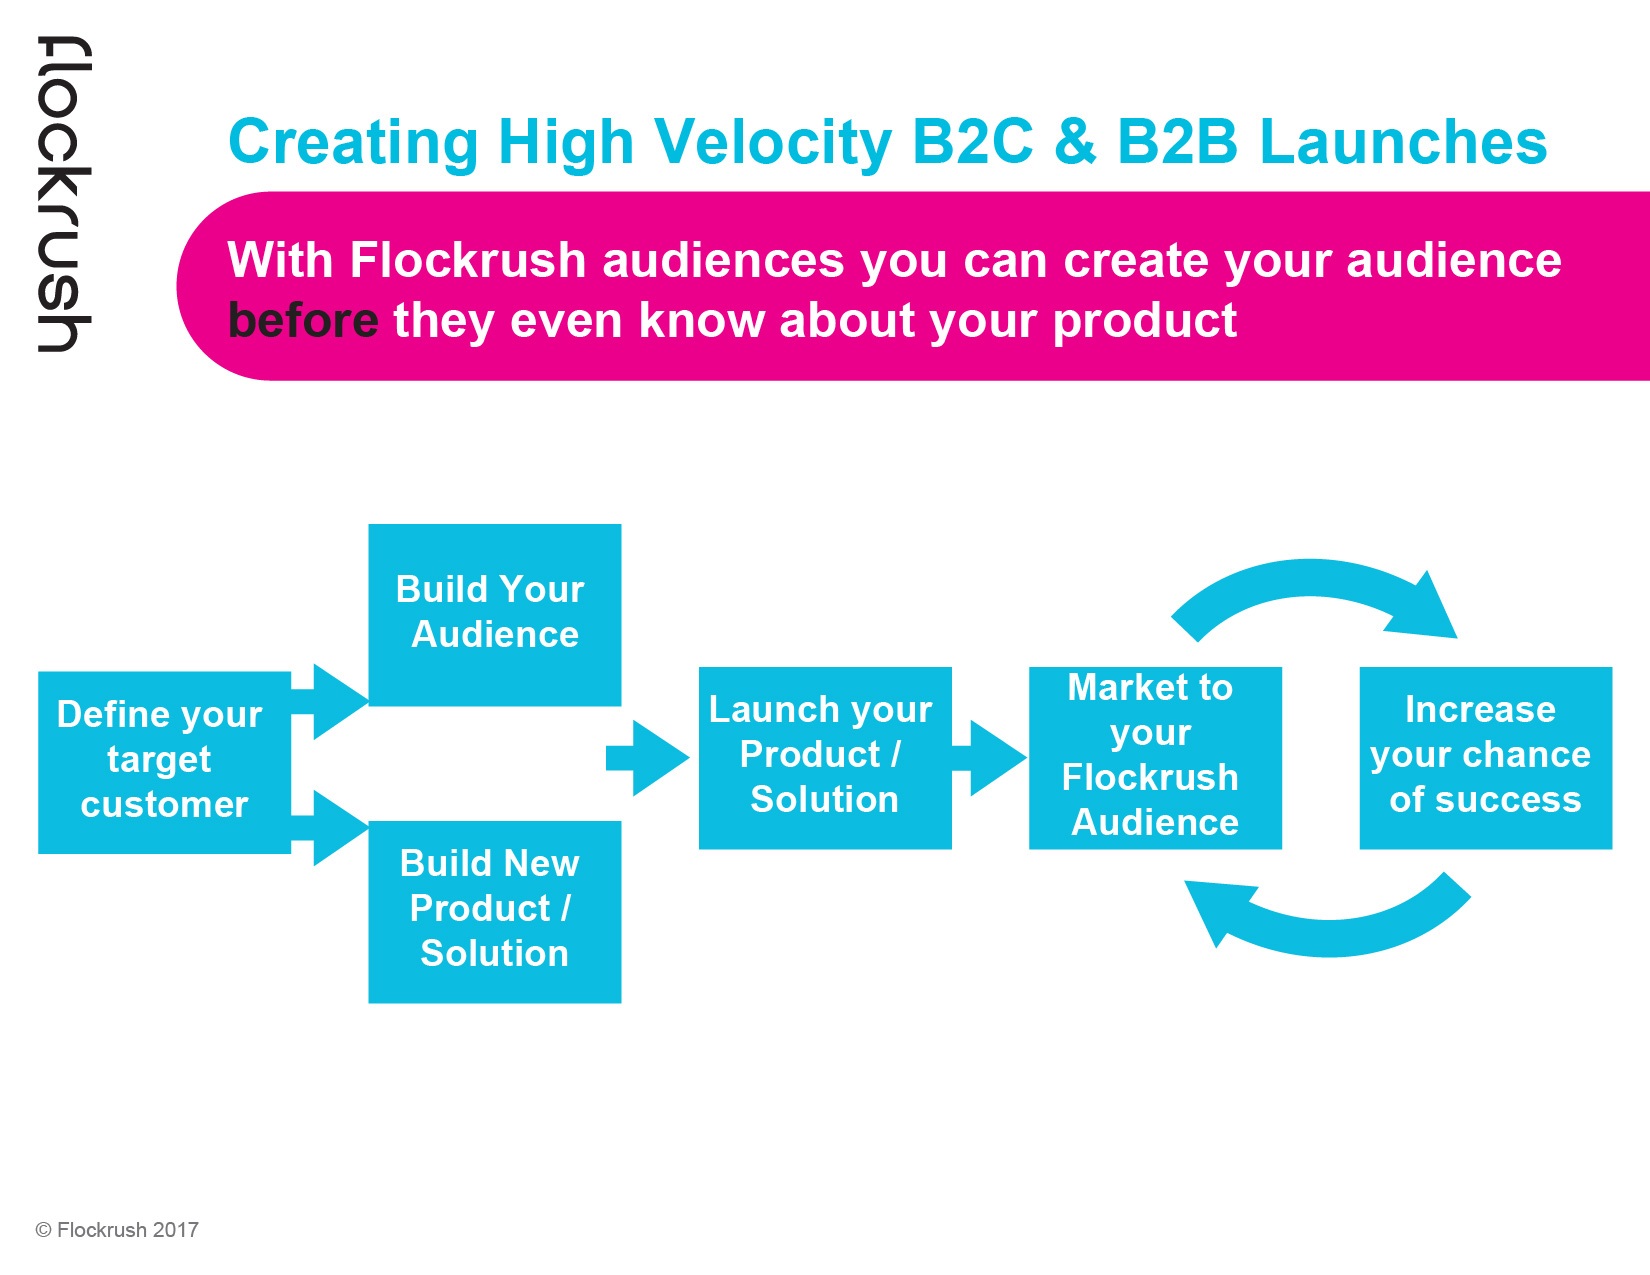 flockrush
Creating High Velocity B2C & B2B Launches
With Flockrush audiences you can create your audience
before they even know about your product
Define your
target
customer
Build Your
Audience
Build New
Product /
Solution
Launch your
Product /
Solution
Market to
your
Flockrush
Audience
Increase
your chance
of success
© Flockrush 2017